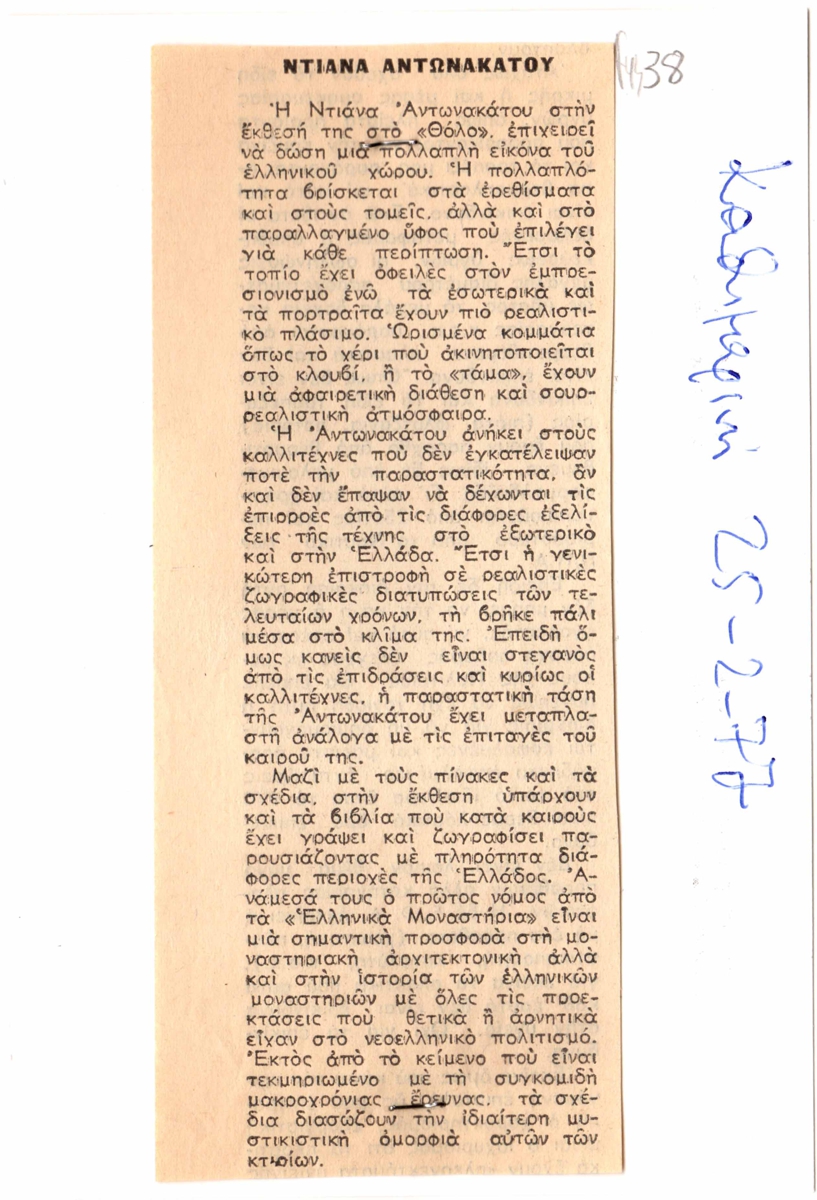 ΝΤΙΑΝΑ ΑΝΤΩΝΑΚΑΤΟΥ
38
Ἡ Ντιάνα Ἀντωνακάτου στὴν
ἔκθεσή της στὸ «Θόλο», ἐπιχειρεῖ
νὰ δώση μιὰ πολλαπλὴ εἰκόνα τοῦ
ἑλληνικοῦ χώρου. Ἡ πολλαπλό-
τητα βρίσκεται στὰ ἐρεθίσματα
καὶ στοὺς τομεῖς, ἀλλὰ καὶ στὸ
παραλλαγμένο ὕφος ποὺ ἐπιλέγει
γιὰ κάθε περίπτωση. Ἔτσι τὸ
τοπίο ἔχει ὀφειλὲς στὸν ἐμπρε-
σιονισμὸ ἐνῶ τὰ ἐσωτερικὰ καὶ
τὰ πορτραῖτα ἔχουν πιὸ ρεαλιστι-
κὸ πλάσιμο. Ὡρισμένα κομμάτια
ὅπως τὸ χέρι ποὺ ἀκινητοποιεῖται
στὸ κλουβί, ἢ τὸ «τάμα», ἔχουν
μιὰ ἀφαιρετικὴ διάθεση καὶ σουρ-
ρεαλιστικὴ ἀτμόσφαιρα.
Ἡ Ἀντωνακάτου ἀνήκει στοὺς
καλλιτέχνες ποὺ δὲν ἐγκατέλειψαν
ποτὲ τὴν παραστατικότητα, ἂν
καὶ δὲν ἔπαψαν νὰ δέχωνται τὶς
ἐπιρροὲς ἀπὸ τὶς διάφορες ἐξελί-
ξεις τῆς τέχνης στὸ ἐξωτερικὸ
καὶ στὴν Ἑλλάδα. Ἔτσι ἡ γενι-
κώτερη ἐπιστροφὴ σὲ ρεαλιστικὲς
ζωγραφικὲς διατυπώσεις τῶν τε-
λευταίων χρόνων, τὴ βρῆκε πάλι
μέσα στὸ κλῖμα της. Ἐπειδὴ ὅ-
μως κανεὶς δὲν εἶναι στεγανὸς
ἀπὸ τὶς ἐπιδράσεις καὶ κυρίως οἱ
καλλιτέχνες, ἡ παραστατικὴ τάση
τῆς Ἀντωνακάτου ἔχει μεταπλα-
στῆ ἀνάλογα μὲ τὶς ἐπιταγὲς τοῦ
καιροῦ της.
Μαζὶ μὲ τοὺς πίνακες καὶ τὰ
σχέδια, στὴν ἔκθεση ὑπάρχουν
καὶ τὰ βιβλία ποὺ κατὰ καιροὺς
ἔχει γράψει καὶ ζωγραφίσει πα-
ρουσιάζοντας μὲ πληρότητα διά-
φορες περιοχὲς τῆς Ἑλλάδος. Ἀ-
νάμεσά τους ὁ πρῶτος νόμος ἀπὸ
τὰ «Ἑλληνικὰ Μοναστήρια» εἶναι
μιὰ σημαντικὴ προσφορὰ στὴ μο-
ναστηριακὴ ἀρχιτεκτονικὴ ἀλλὰ
καὶ στὴν ἱστορία τῶν ἑλληνικῶν
μοναστηριῶν μὲ ὅλες τὶς προε-
κτάσεις ποὺ θετικὰ ἢ ἀρνητικὰ
εἶχαν στὸ νεοελληνικὸ πολιτισμό.
Ἐκτὸς ἀπὸ τὸ κείμενο ποὺ εἶναι
τεκμηριωμένο μὲ τὴ συγκομιδὴ
μακροχρόνιας ἔρευνας, τὰ σχέ-
δια διασώζουν τὴν ἰδιαίτερη μυ-
στικιστικὴ ὀμορφιὰ αὐτῶν τῶν
κτιρίων.
Καθημερινή 25-2-77